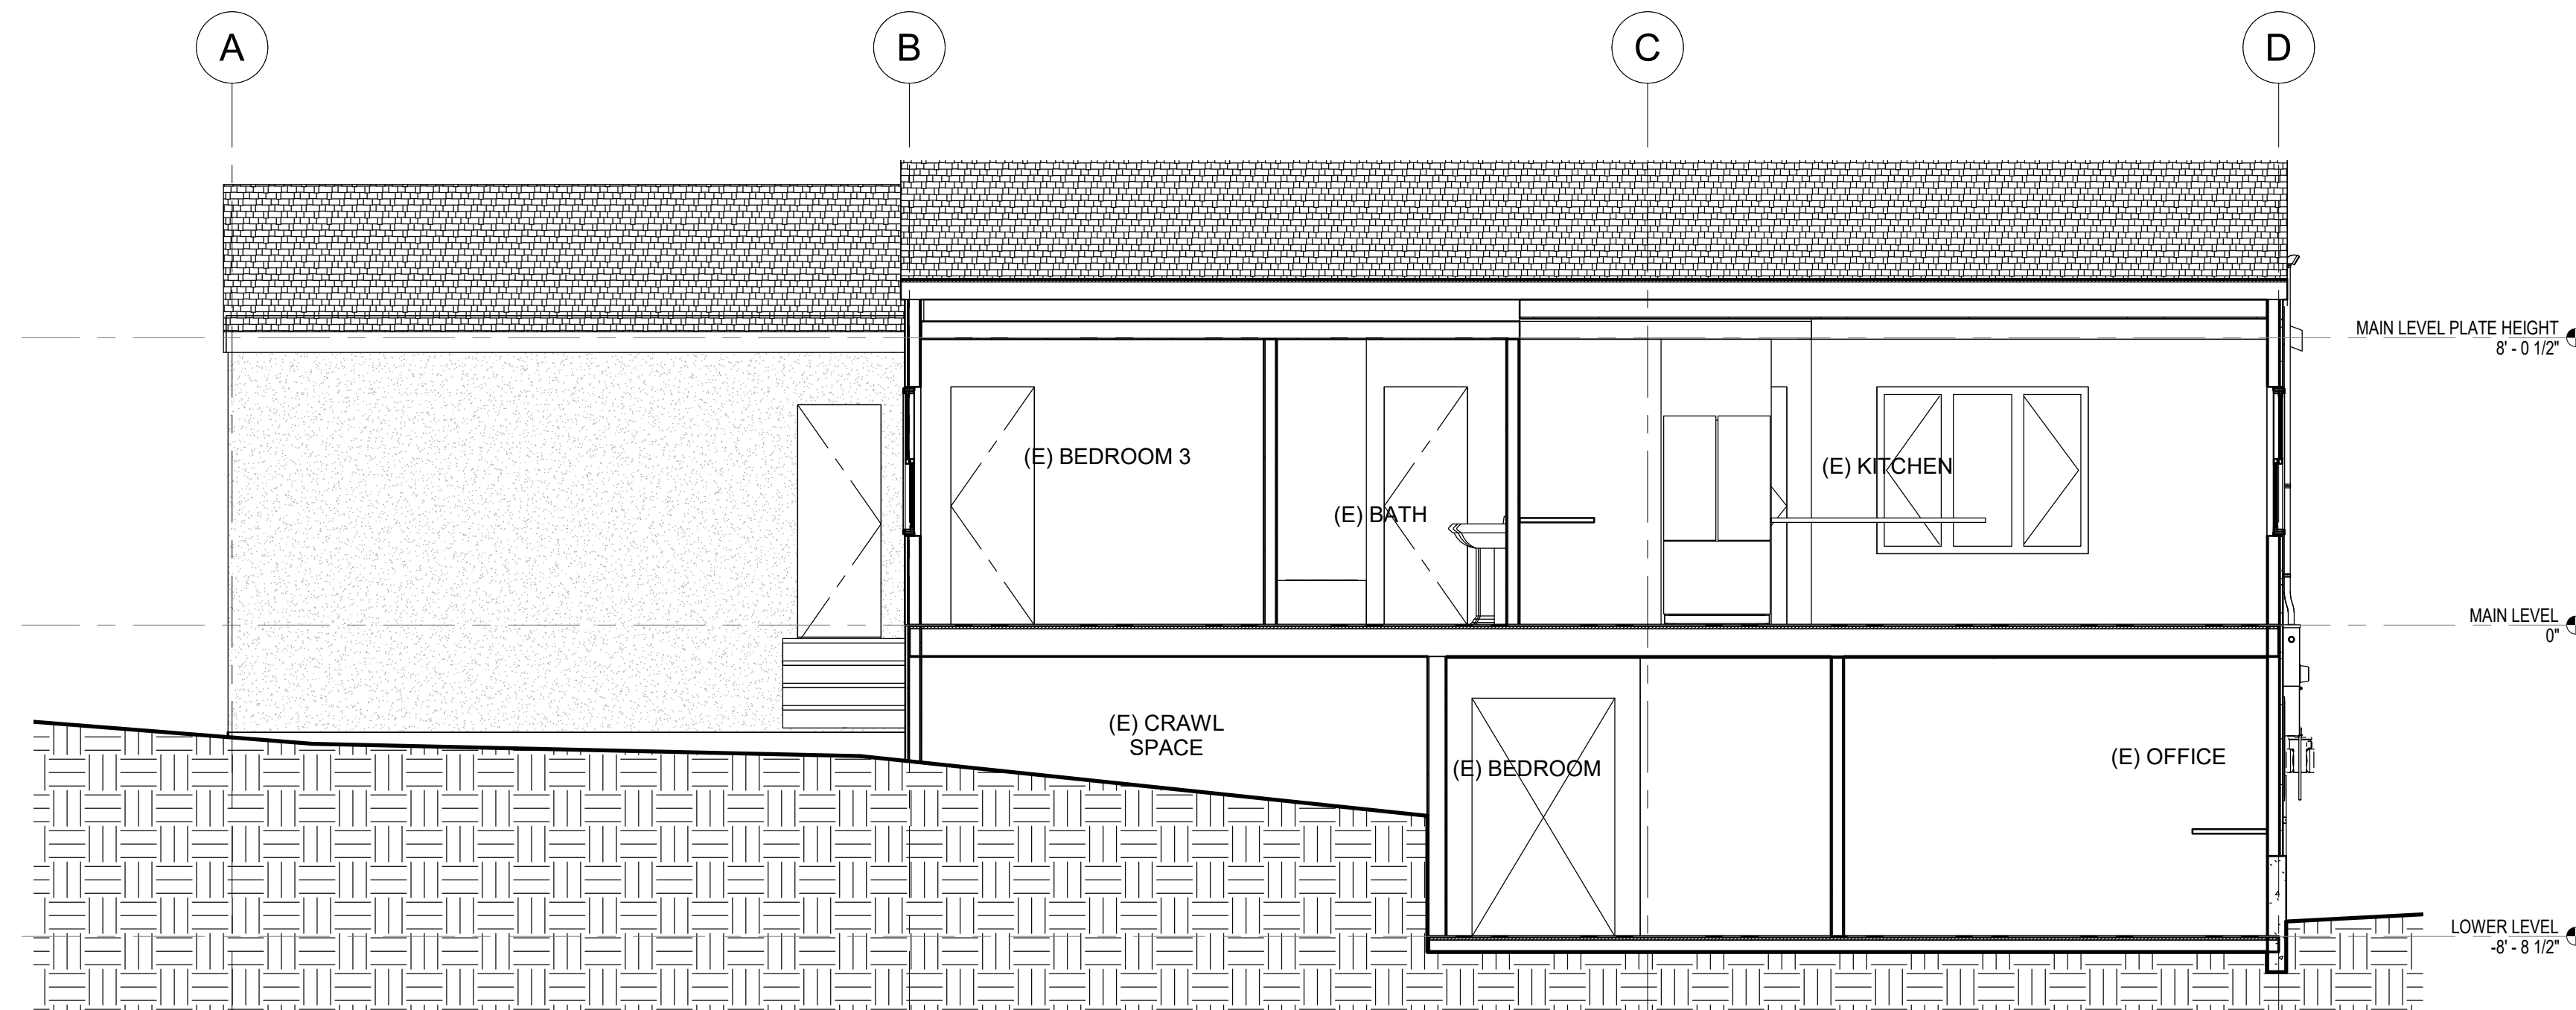 A
B
C
D
MAIN LEVEL PLATE HEIGHT
8' - 0 1/2"
(E) BEDROOM 3
(E) KITCHEN
(E) BATH
MAIN LEVEL
0"
(E) CRAWL
SPACE
(E) BEDROOM
(E) OFFICE
LOWER LEVEL
-8' - 8 1/2"